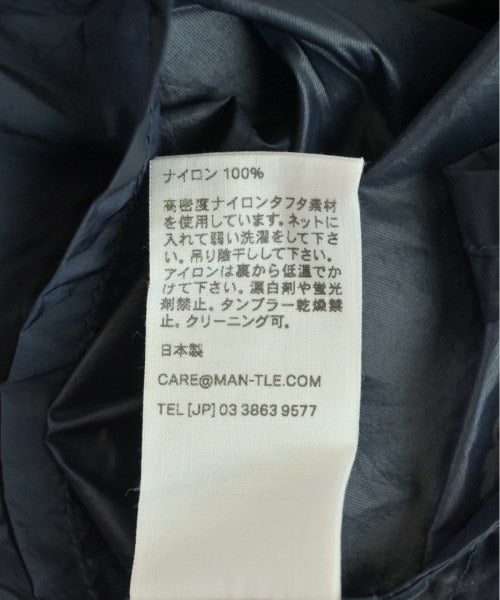 ナイロン 100%
高密度ナイロンタフタ素材
を使用しています。ネットに
入れて弱い洗濯をして下さ
い。吊り陰干しして下さい。
アイロンは裏から低温でか
けて下さい。漂白剤や蛍光
剤禁止。タンブラー乾燥禁
止。クリーニング可。
日本製
CARE@MAN-TLE.COM
TEL [JP] 03 3863 9577